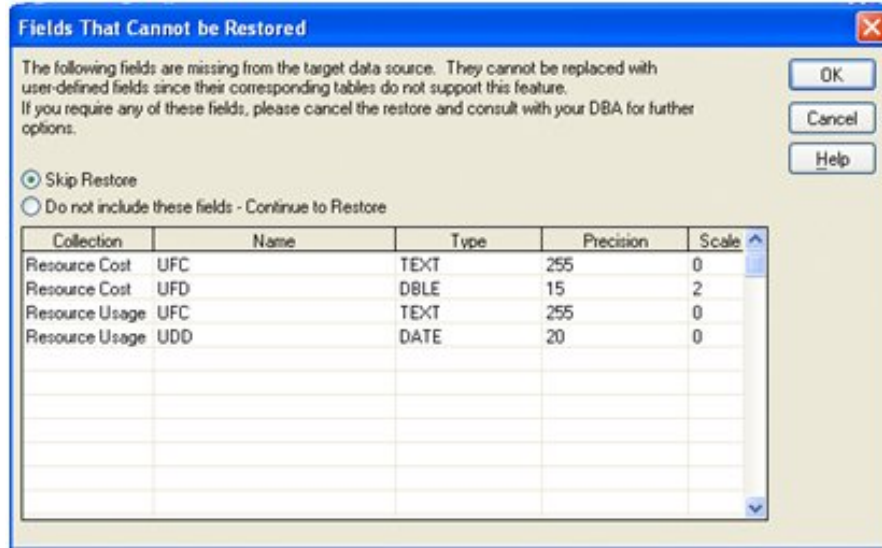 Fields That Cannot be Restored
The following fields are missing from the target data source. They cannot be replaced with
user-defined fields since their corresponding tables do not support this feature.
If you require any of these fields, please cancel the restore and consult with your DBA for further
options.
OK
Cancel
Help
Skip Restore
Do not include these fields - Continue to Restore
Collection Name Type Precision Scale
Resource Cost UFC TEXT 255 0
Resource Cost UFD DBLE 15 2
Resource Usage UFC TEXT 255 0
Resource Usage UDD DATE 20 0